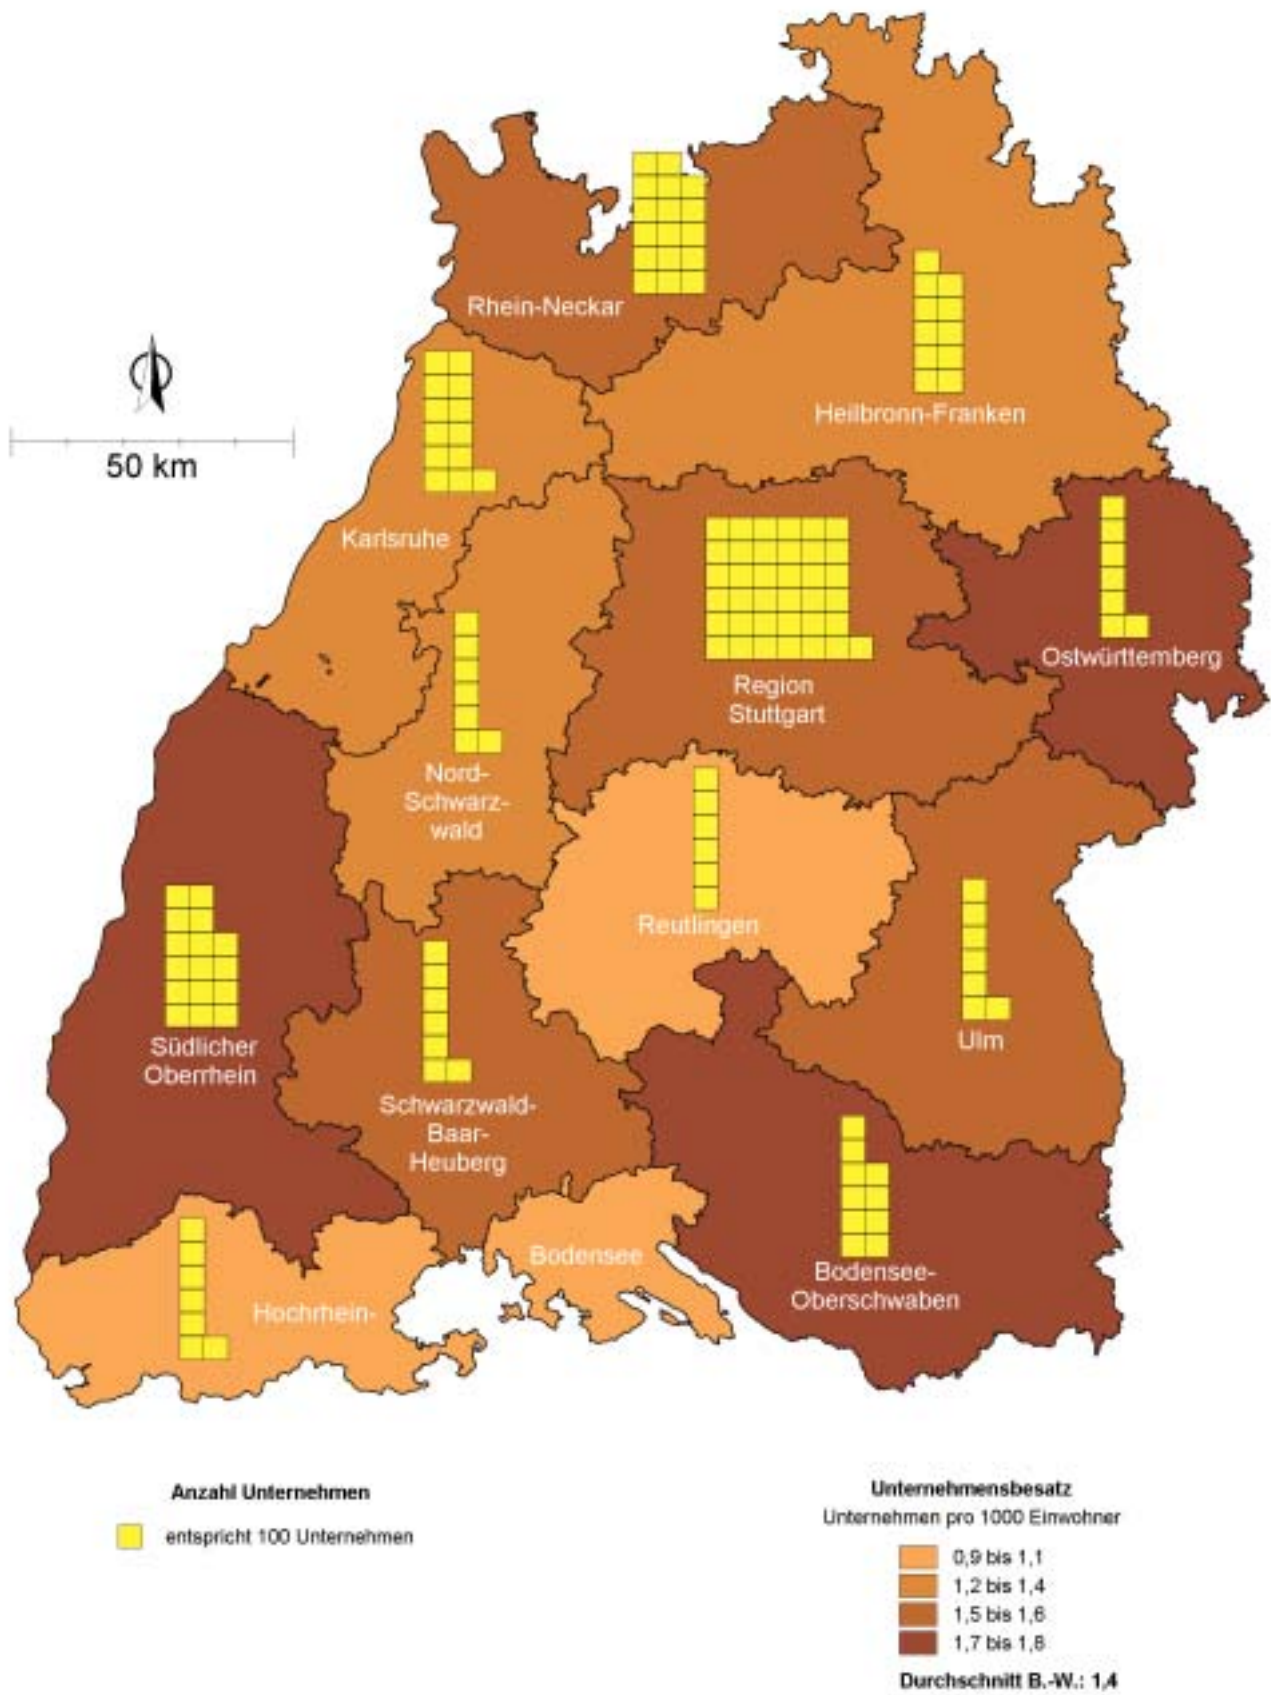 Rhein-Neckar
Heilbronn-Franken
50 km
Karlsruhe
Ostwürttemberg
Region
Stuttgart
Nord-
Schwarz-
wald
Reutlingen
Ulm
Südlicher
Oberrhein
Schwarzwald-
Baar-
Heuberg
Bodensee
Hochrhein-
Bodensee-
Oberschwaben
Anzahl Unternehmen
entspricht 100 Unternehmen
Unternehmensbesatz
Unternehmen pro 1000 Einwohner
0,9 bis 1,1
1,2 bis 1,4
1,5 bis 1,6
1,7 bis 1,8
Durchschnitt B.-W.: 1,4